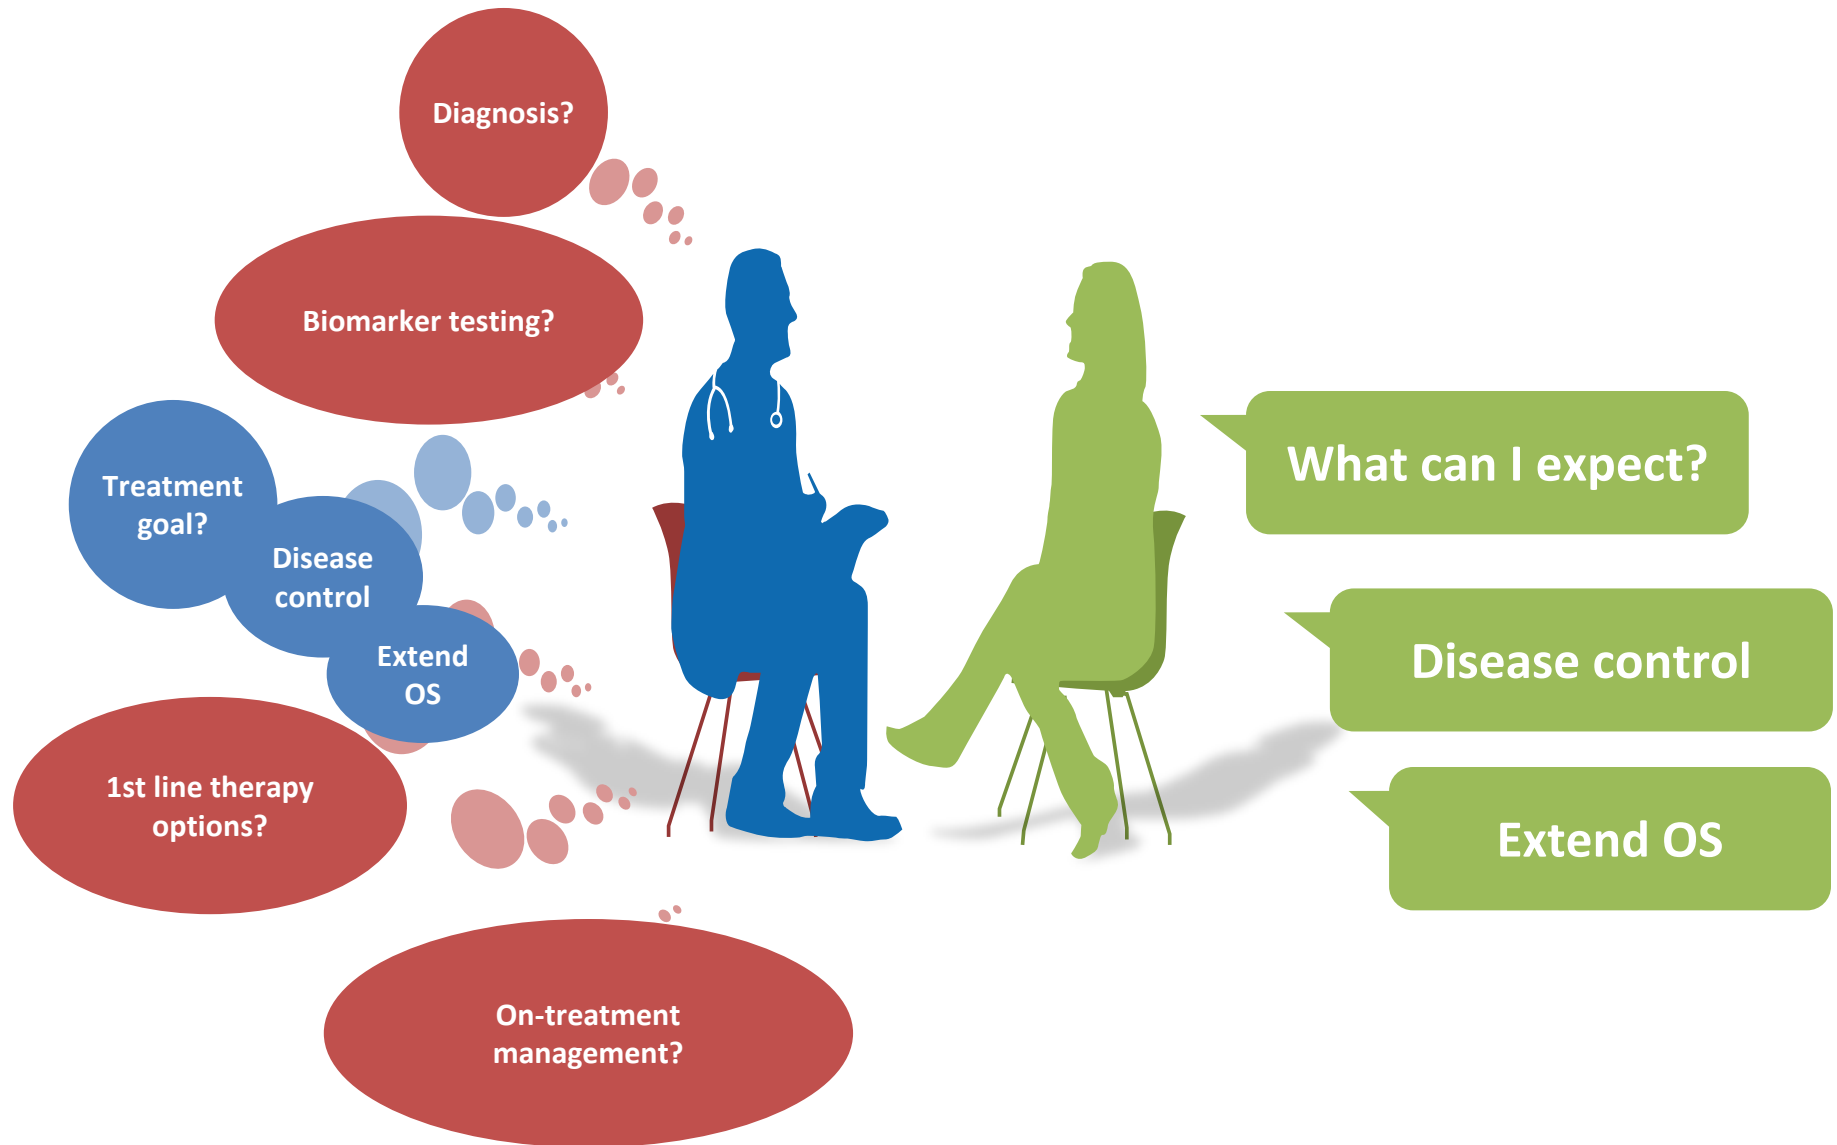 Diagnosis?
Biomarker testing?
Treatment
goal?
Disease
control
Extend
OS
1st line therapy
options?
On-treatment
management?
What can I expect?
Disease control
Extend OS